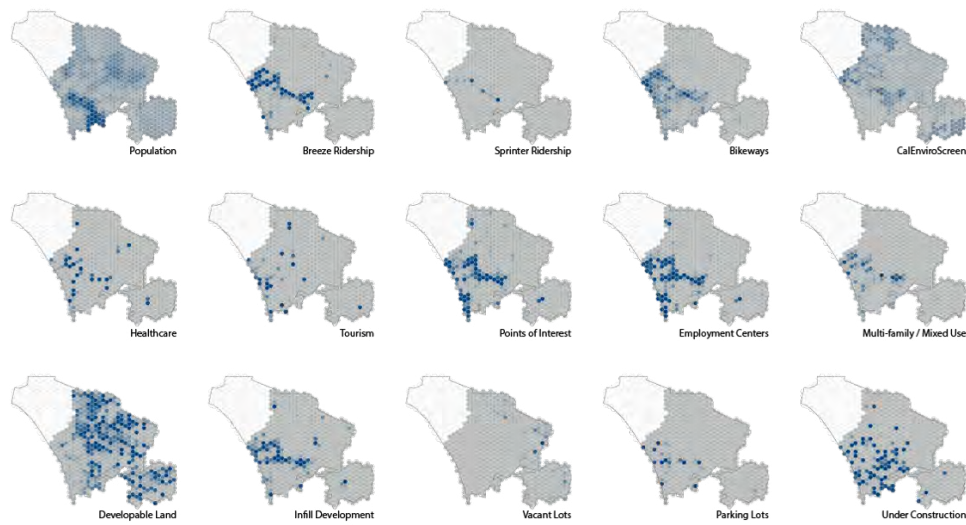 Population
Breeze Ridership
Sprinter Ridership
Bikeways
CalEnviroScreen
Healthcare
Tourism
Points of Interest
Employment Centers
Multi-family / Mixed Use
Developable Land
Infill Development
Vacant Lots
Parking Lots
Under Construction